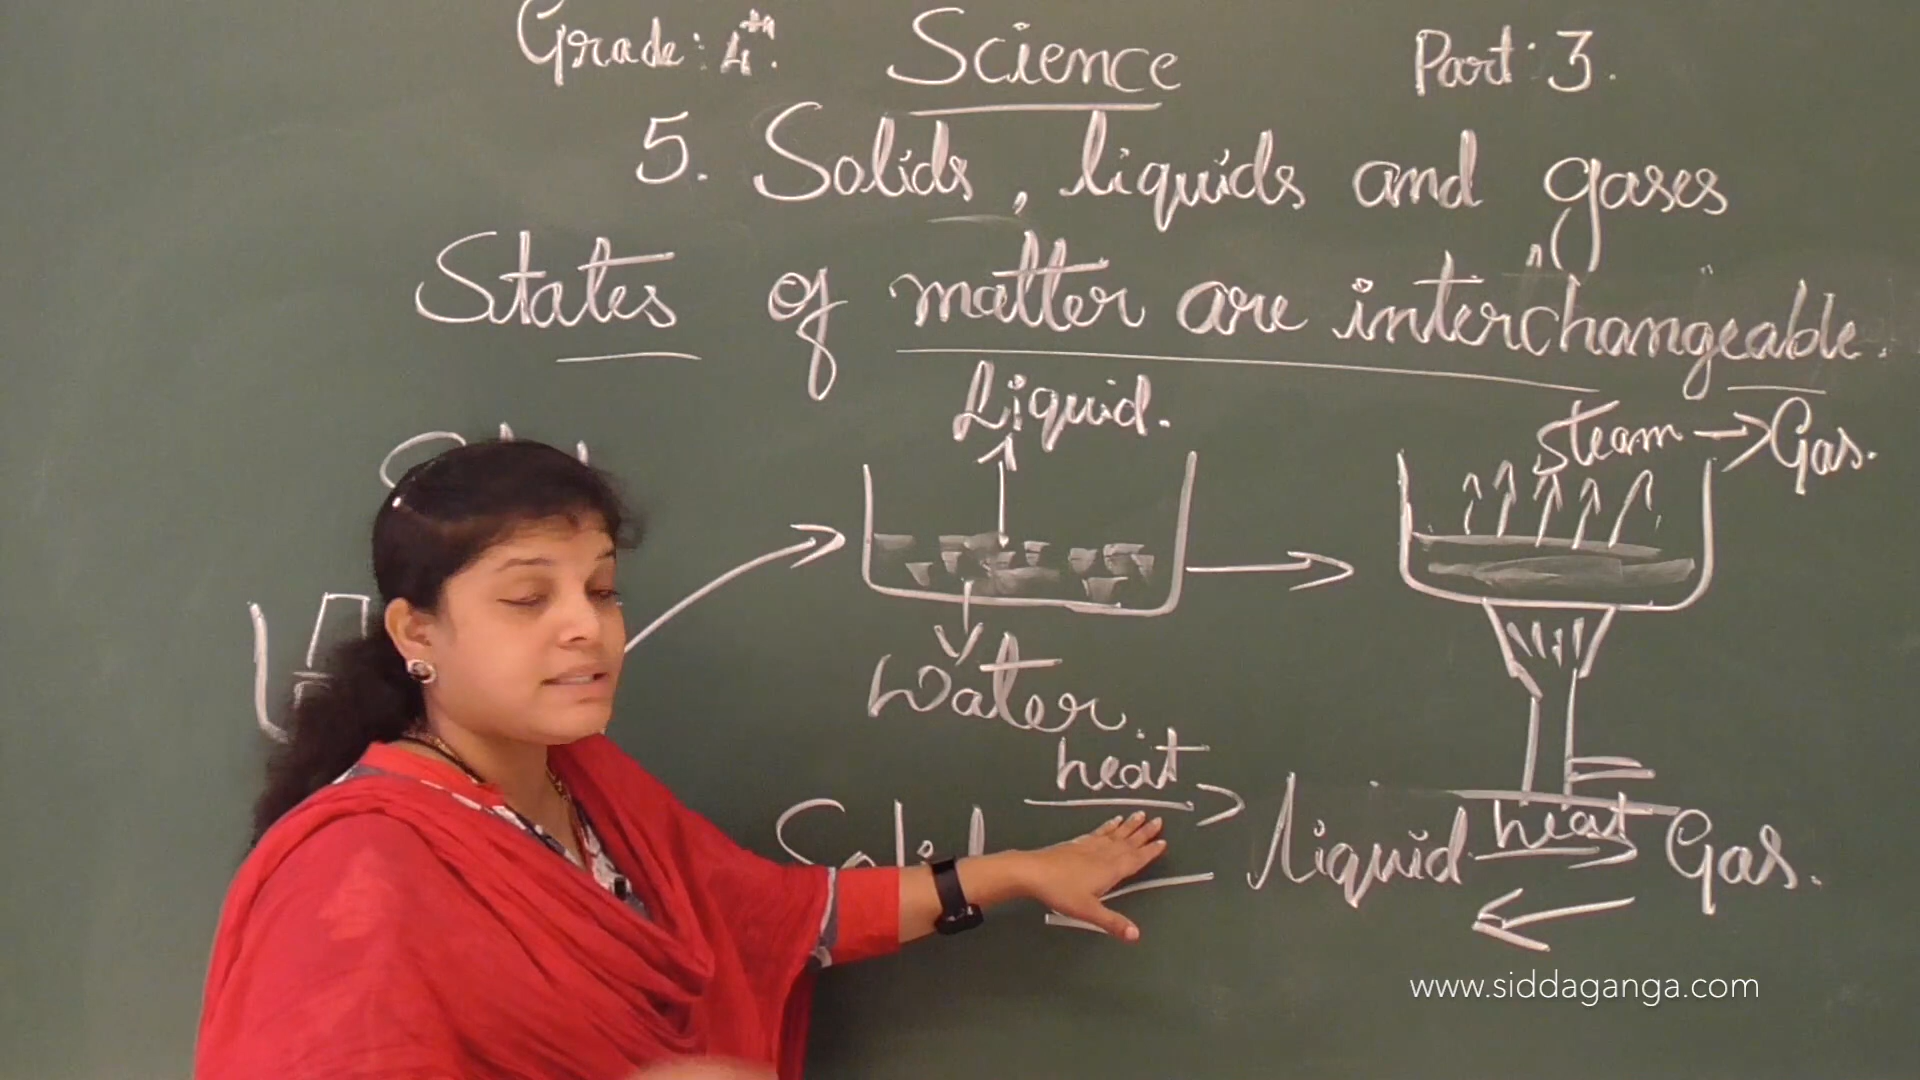 Grade: 4th. Science Part: 3.
5. Solids, liquids and gases
States of matter are interchangeable.
Liquid. Steam → Gas.
Water.
heat
Solid Liquid heat Gas.
www.siddaganga.com